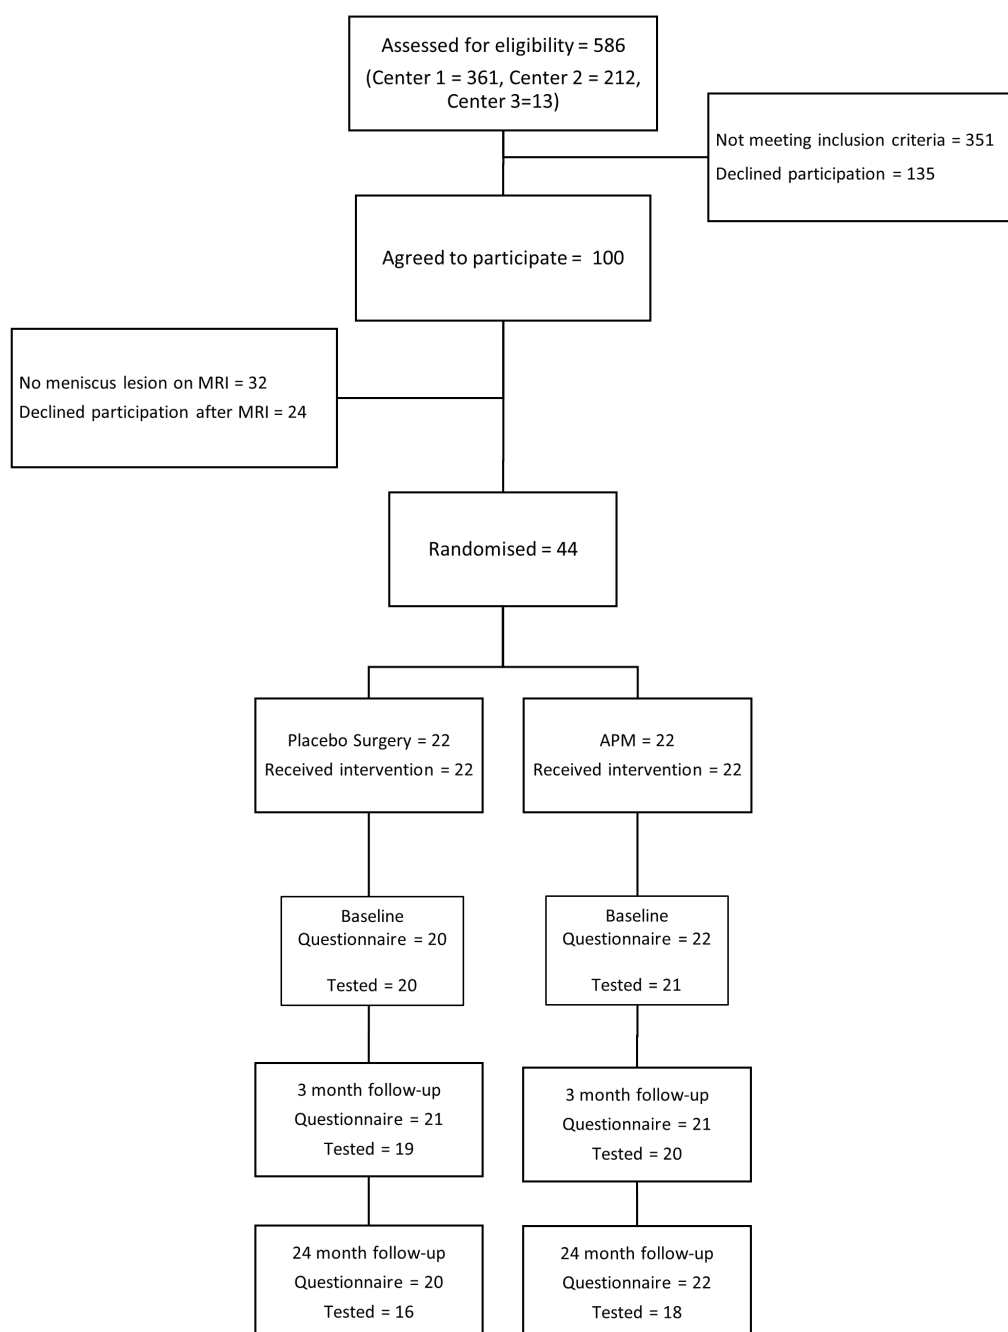 Assessed for eligibility = 586
(Center 1 = 361, Center 2 = 212,
Center 3=13)
Not meeting inclusion criteria = 351
Declined participation = 135
Agreed to participate = 100
No meniscus lesion on MRI = 32
Declined participation after MRI = 24
Randomised = 44
Placebo Surgery = 22
Received intervention = 22
APM = 22
Received intervention = 22
Baseline
Questionnaire = 20
Tested = 20
Baseline
Questionnaire = 22
Tested = 21
3 month follow-up
Questionnaire = 21
Tested = 19
3 month follow-up
Questionnaire = 21
Tested = 20
24 month follow-up
Questionnaire = 20
Tested = 16
24 month follow-up
Questionnaire = 22
Tested = 18